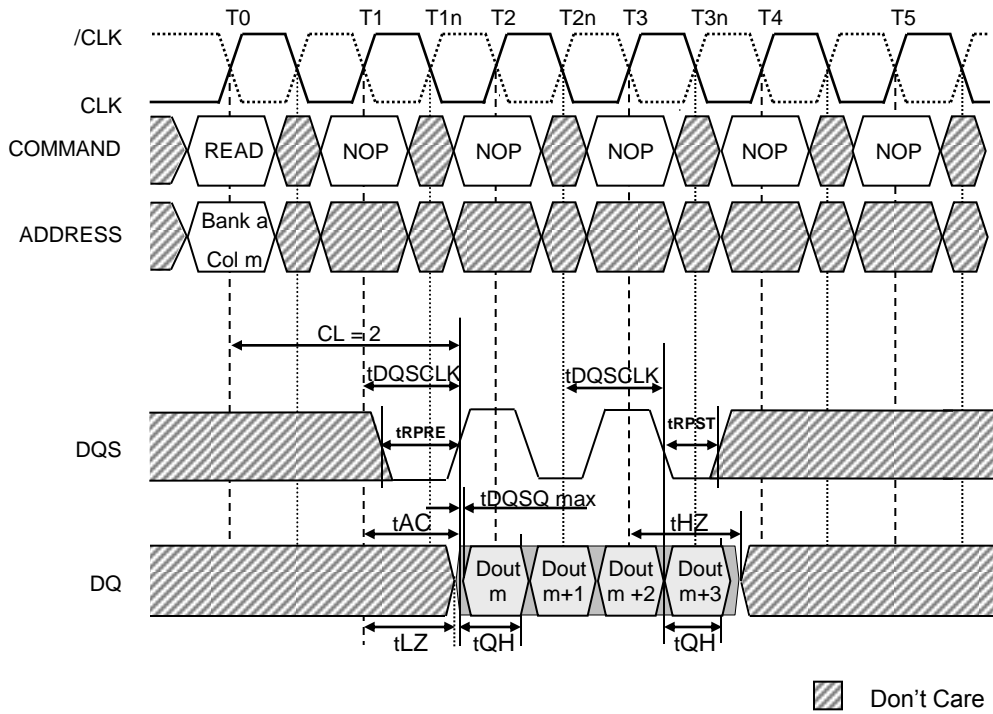 T0 T1 T1n T2 T2n T3 T3n T4 T5
/CLK
CLK
COMMAND READ NOP NOP NOP NOP NOP
ADDRESS Bank a
Col m
CL = 2
tDQSCLK tDQSCLK
DQS tRPRE tRPST
tDQSQ max
tAC tHZ
DQ Dout m Dout m+1 Dout m +2 Dout m+3
tLZ tQH tQH
Don't Care